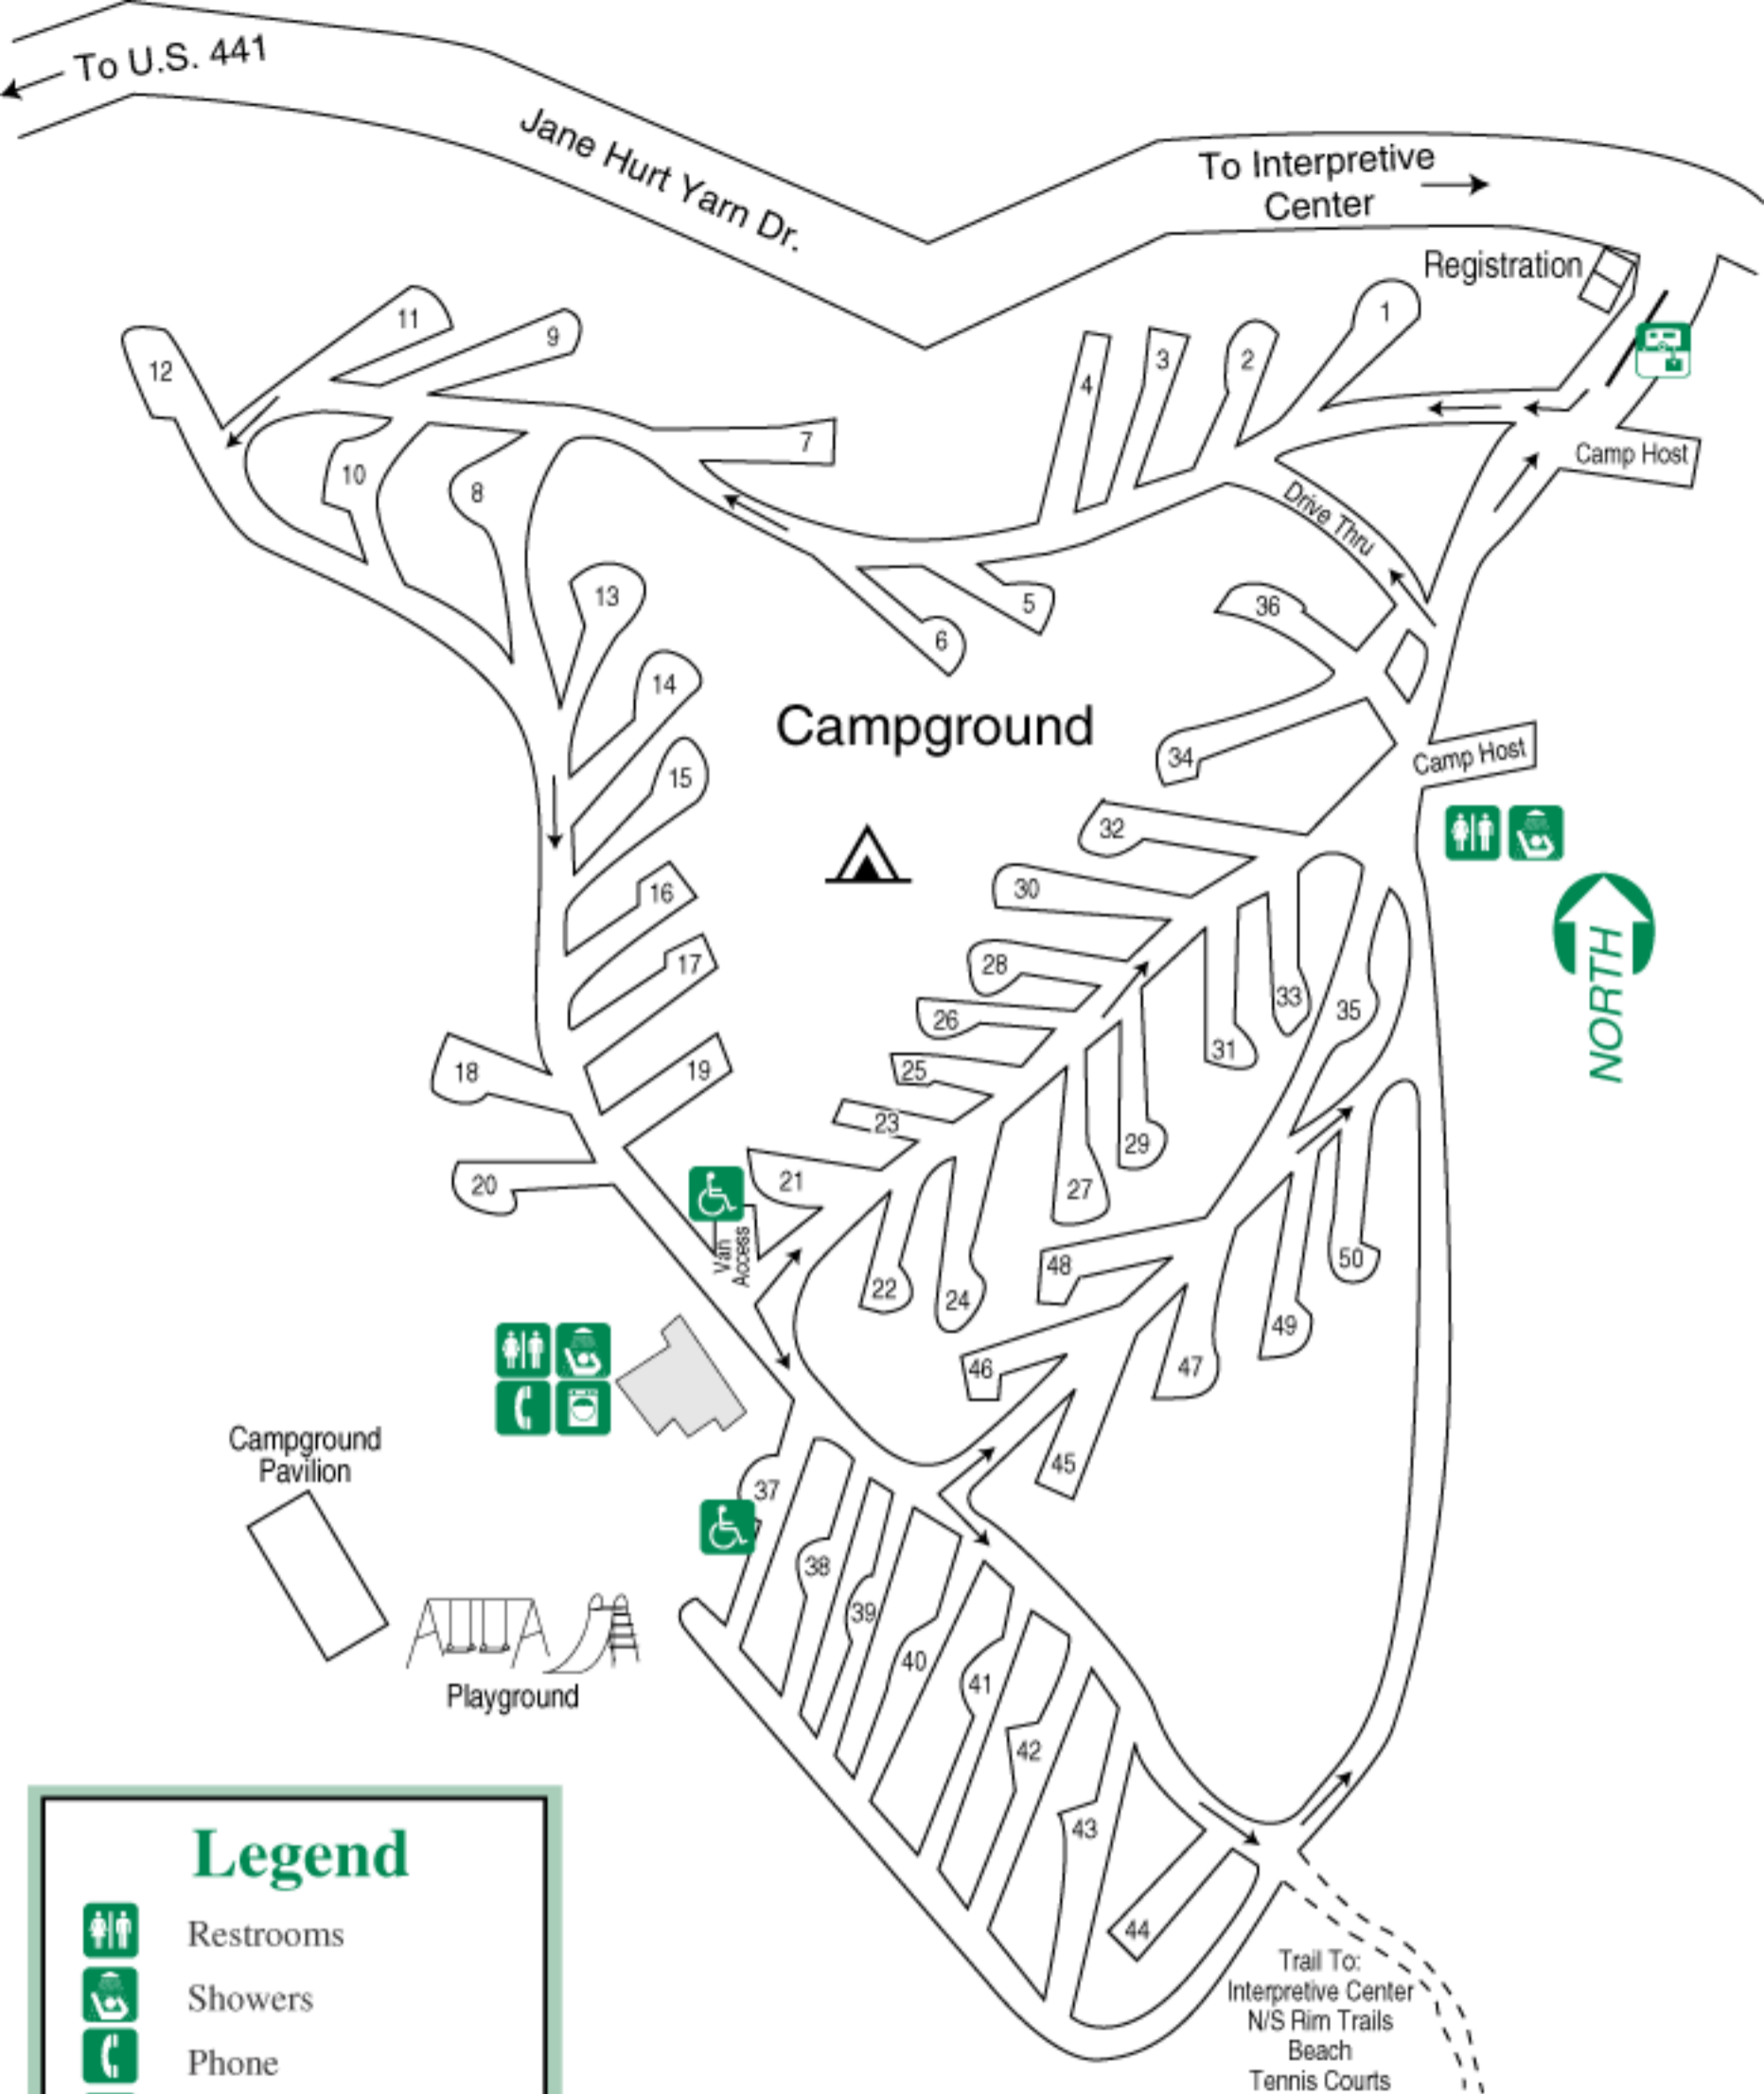 To U.S. 441
Jane Hurt Yarn Dr.
To Interpretive
Center
Registration
1
2
3
4
11
9
12
7
Camp Host
10
8
Drive Thru
13
5
6
36
14
Campground
34
Camp Host
15
32
16
30
17
28
33
35
26
31
NORTH
18
19
25
23
29
20
21
27
Van
Access
22
24
48
50
49
46
47
45
Campground
Pavilion
37
38
39
40
41
42
43
44
Playground
Legend
Restrooms
Showers
Phone
Trail To:
Interpretive Center
N/S Rim Trails
Beach
Tennis Courts